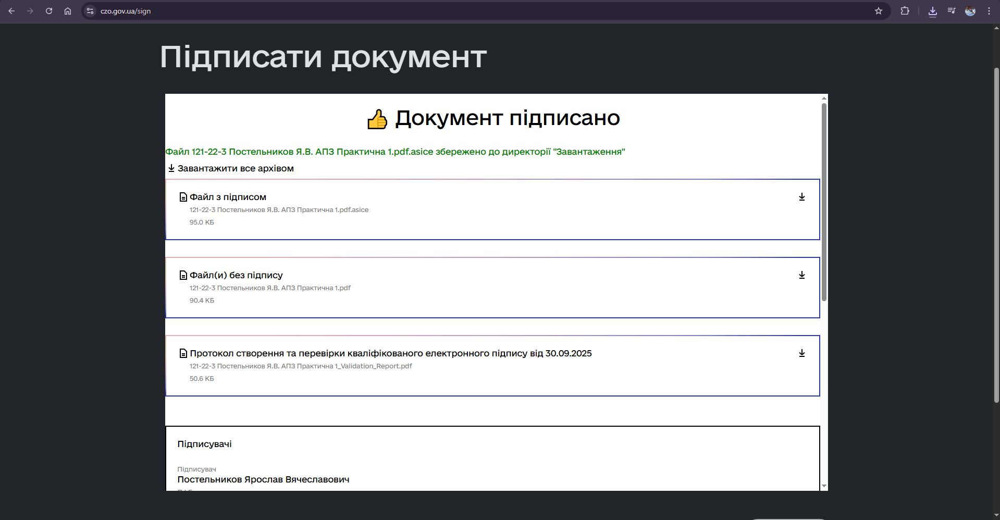 czo.gov.ua/sign
Підписати документ
Документ підписано
Файл 121-22-3 Постельников Я.В. АПЗ Практична 1.pdf.asice збережено до директорії "Завантаження"
Завантажити все архівом
Файл з підписом
121-22-3 Постельников Я.В. АПЗ Практична 1.pdf.asice
95.0 КБ
Файл(и) без підпису
121-22-3 Постельников Я.В. АПЗ Практична 1.pdf
90.4 КБ
Протокол створення та перевірки кваліфікованого електронного підпису від 30.09.2025
121-22-3 Постельников Я.В. АПЗ Практична 1_Validation_Report.pdf
50.6 КБ
Підписувачі
Підписувач
Постельников Ярослав Вячеславович